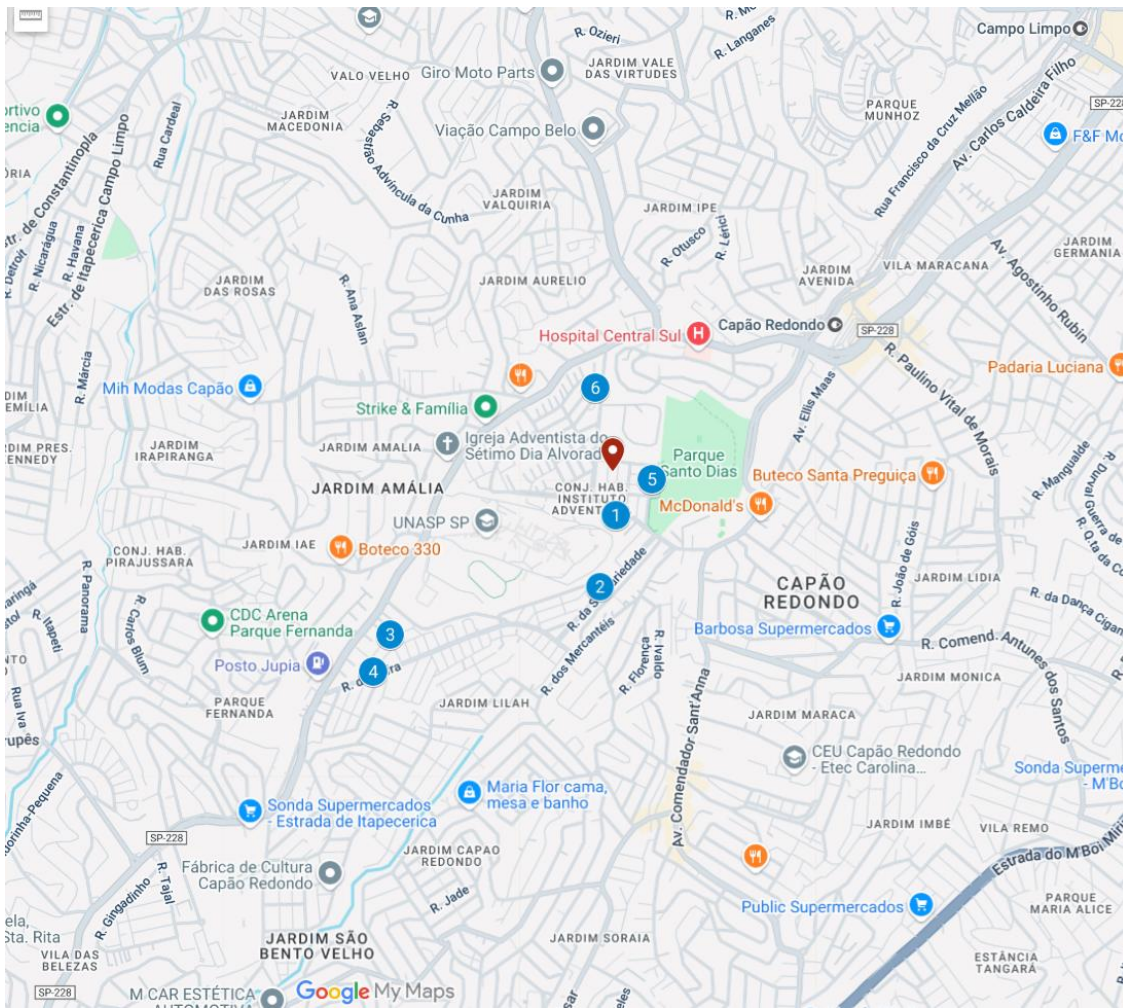 Campo Limpo
R. Ozieri
R. Langanes
JARDIM VALE
DAS VIRTUDES
VALO VELHO
Giro Moto Parts
JARDIM
MACEDONIA
PARQUE
MUNHOZ
SP-228
Viação Campo Belo
F&F Mo
Av. Carlos Caldeira Filho
Rua Francisco da Cruz Mellão
Rua Cardeal
R. Sebastião Advíncula da Cunha
Estr. de Constantinopla
Estr. de Itapecerica Campo Limpo
JARDIM
VALQUIRIA
JARDIM IPE
R. Otusco
R. Lérici
R. Detroit
R. Nicarágua
R. Havana
JARDIM
GERMANIA
Av. Agostinho Rubin
JARDIM
DAS ROSAS
R. Ana Aslan
JARDIM AURELIO
JARDIM
AVENIDA
VILA MARACANA
Hospital Central Sul
Capão Redondo
SP-228
R. Márcia
Mih Modas Capão
6
Padaria Luciana
R. Paulino Vital de Morais
Av. Ellis Maas
Strike & Família
JARDIM
IRAPIRANGA
JARDIM AMALIA
Igreja Adventista do
Sétimo Dia Alvorad
Parque
Santo Dias
R. Mangualde
JARDIM AMÁLIA
CONJ. HAB.
INSTITUTO
ADVENT
5
Buteco Santa Preguiça
McDonald's
1
UNASP SP
R. João de Góis
JARDIM IAE
Boteco 330
CONJ. HAB.
PIRAJUSSARA
R. Panorama
R. Carlos Blum
R. Itapeti
2
CAPÃO
REDONDO
JARDIM LIDIA
CDC Arena
Parque Fernanda
3
R. dos Mercantéis
R. Florença
R. Ivaldo
Barbosa Supermercados
R. Comend. Antunes dos Santos
Posto Jupia
4
JARDIM MONICA
PARQUE
FERNANDA
JARDIM LILAH
JARDIM MARACA
Rua Iva
Av. Comendador Sant'Anna
CEU Capão Redondo
- Etec Carolina...
Maria Flor cama,
mesa e banho
Sonda Supermercados
- Estrada de Itapecerica
SP-228
JARDIM IMBÉ
VILA REMO
JARDIM CAPAO
REDONDO
Fábrica de Cultura
Capão Redondo
R. Tajal
R. Gingadinho
R. Jade
Public Supermercados
PARQUE
MARIA ALICE
JARDIM SÃO
BENTO VELHO
JARDIM SORAIA
VILA DAS
BELEZAS
Sta. Rita
ESTÂNCIA
TANGARÁ
SP-228
M CAR ESTÉTICA
Google My Maps